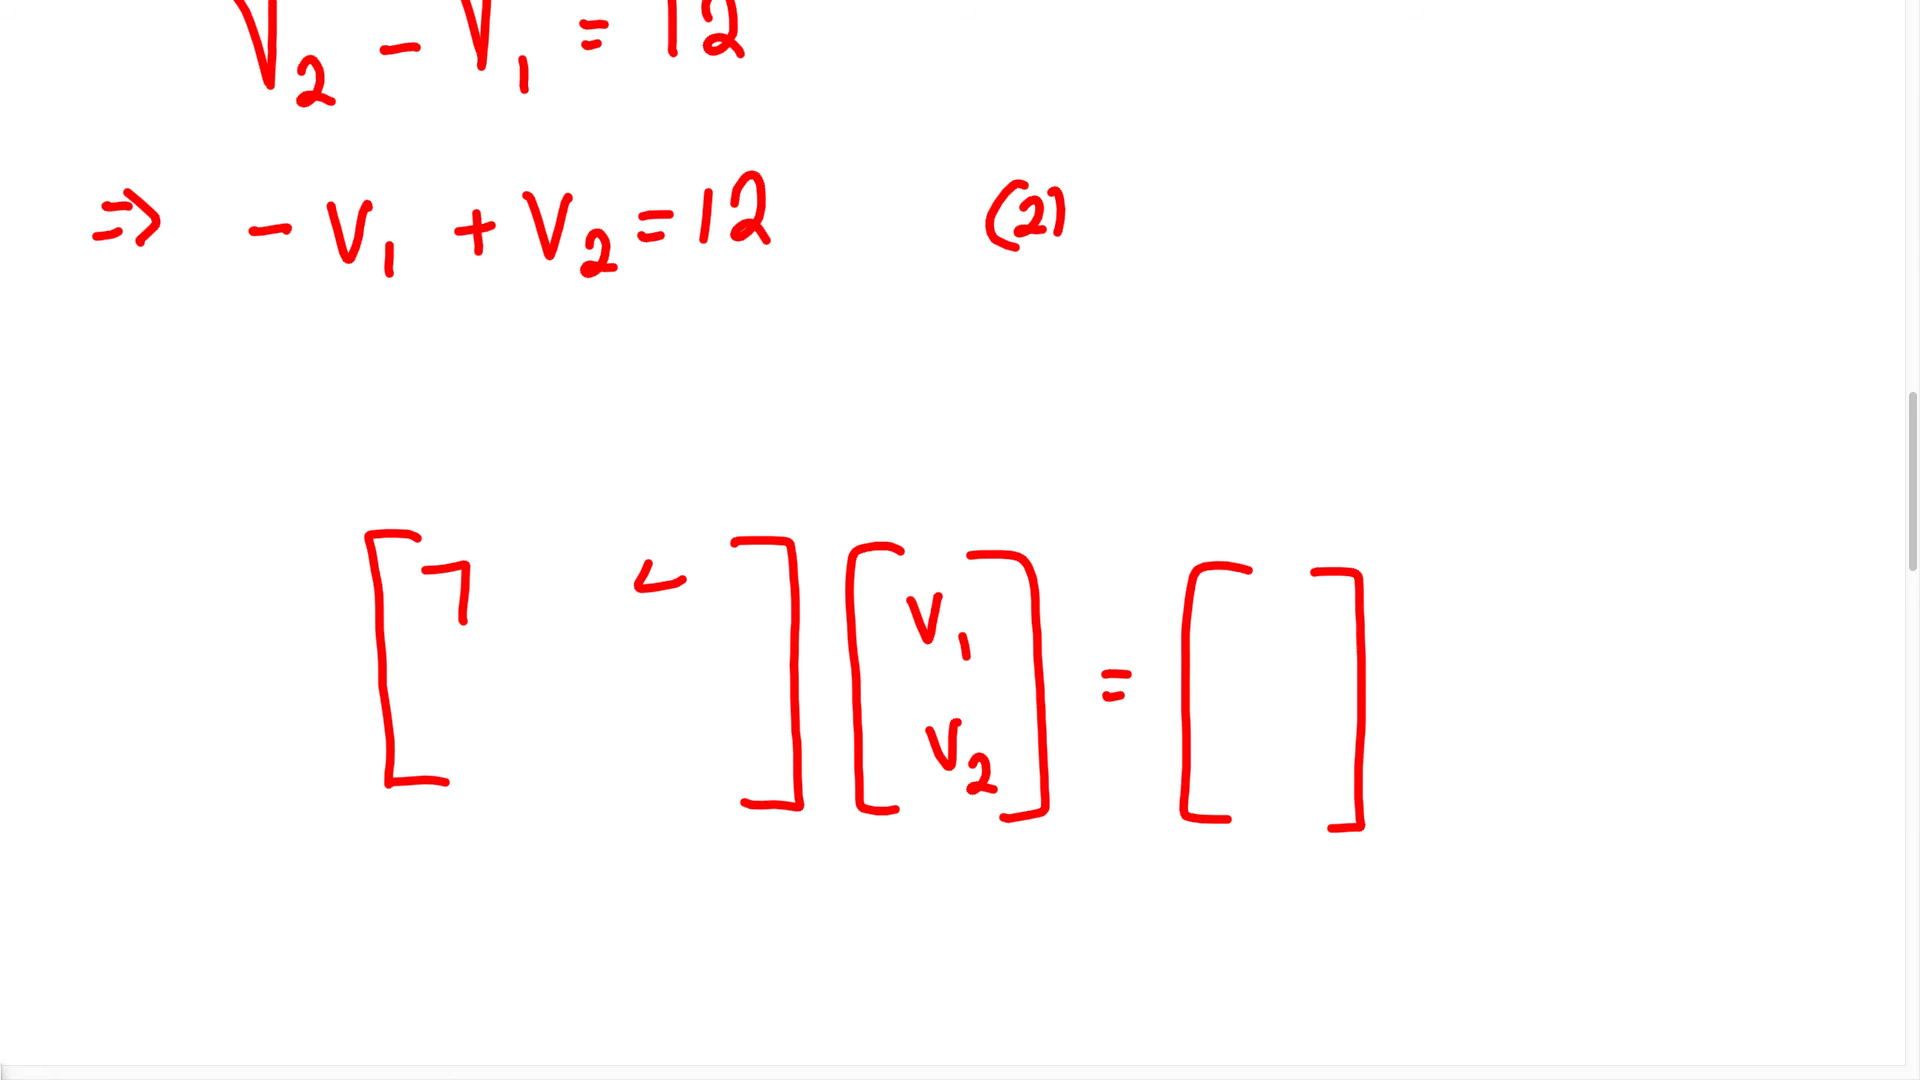 V₂ - V₁ = 12
⇒ - V₁ + V₂ = 12 (2)
[ 7 ] [ V₁ V₂ ] = [ ]